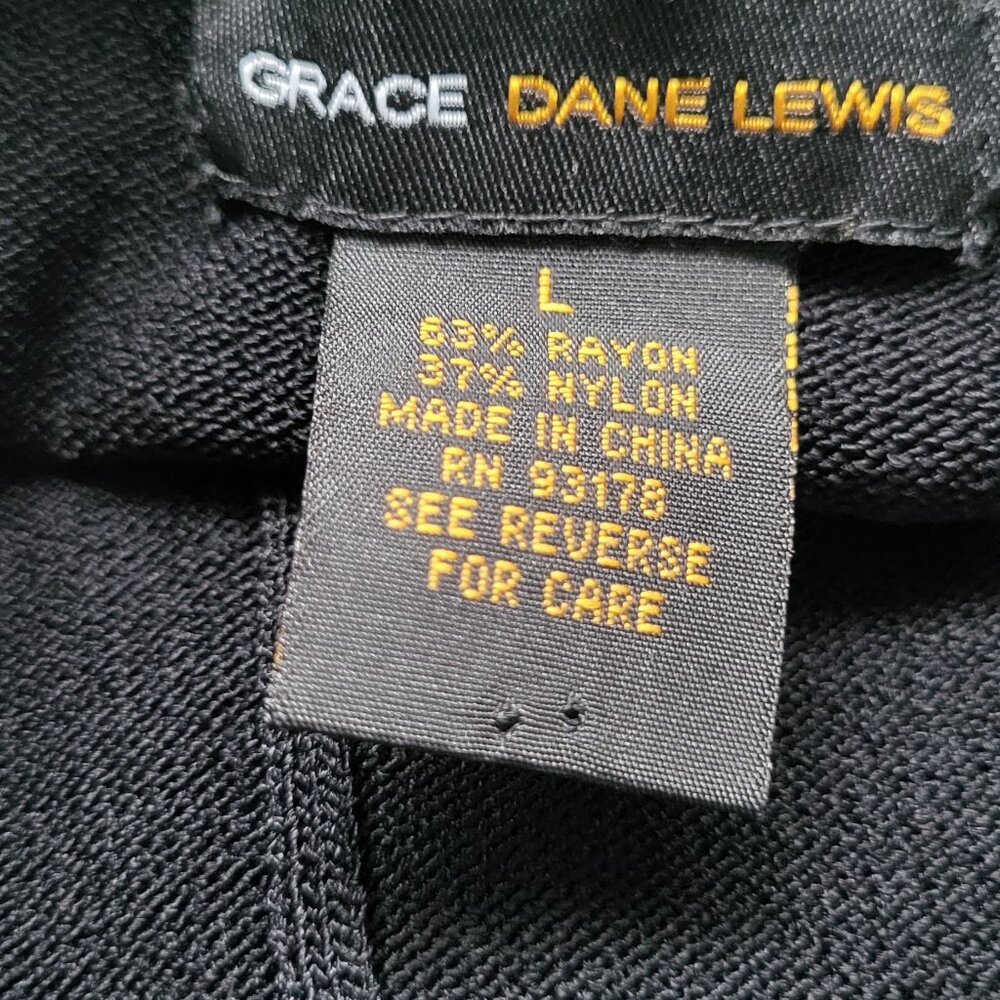 GRACE DANE LEWIS
L
63% RAYON
37% NYLON
MADE IN CHINA
RN 93178
SEE REVERSE
FOR CARE